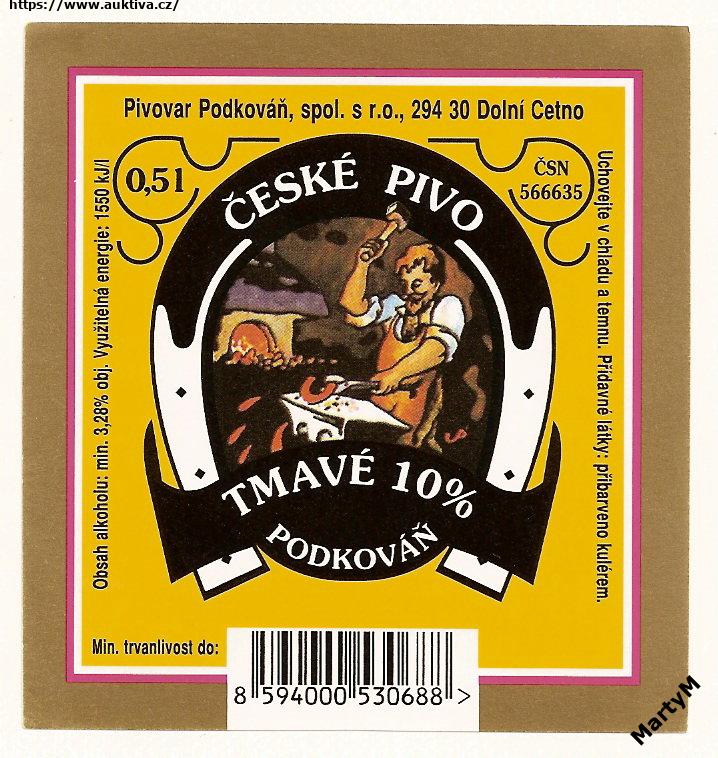 https://www.auktiva.cz/
Pivovar Podkováň, spol. s r.o., 294 30 Dolní Cetno
0,5 l
ČSN
566635
ČESKÉ PIVO
TMAVÉ 10%
PODKOVÁŇ
Obsah alkoholu: min. 3,28% obj. Využitelná energie: 1550 kJ/l
Uchovejte v chladu a temnu. Přídavné látky: přibarveno kulérem.
Min. trvanlivost do:
8 594000 530688 >
MartyM